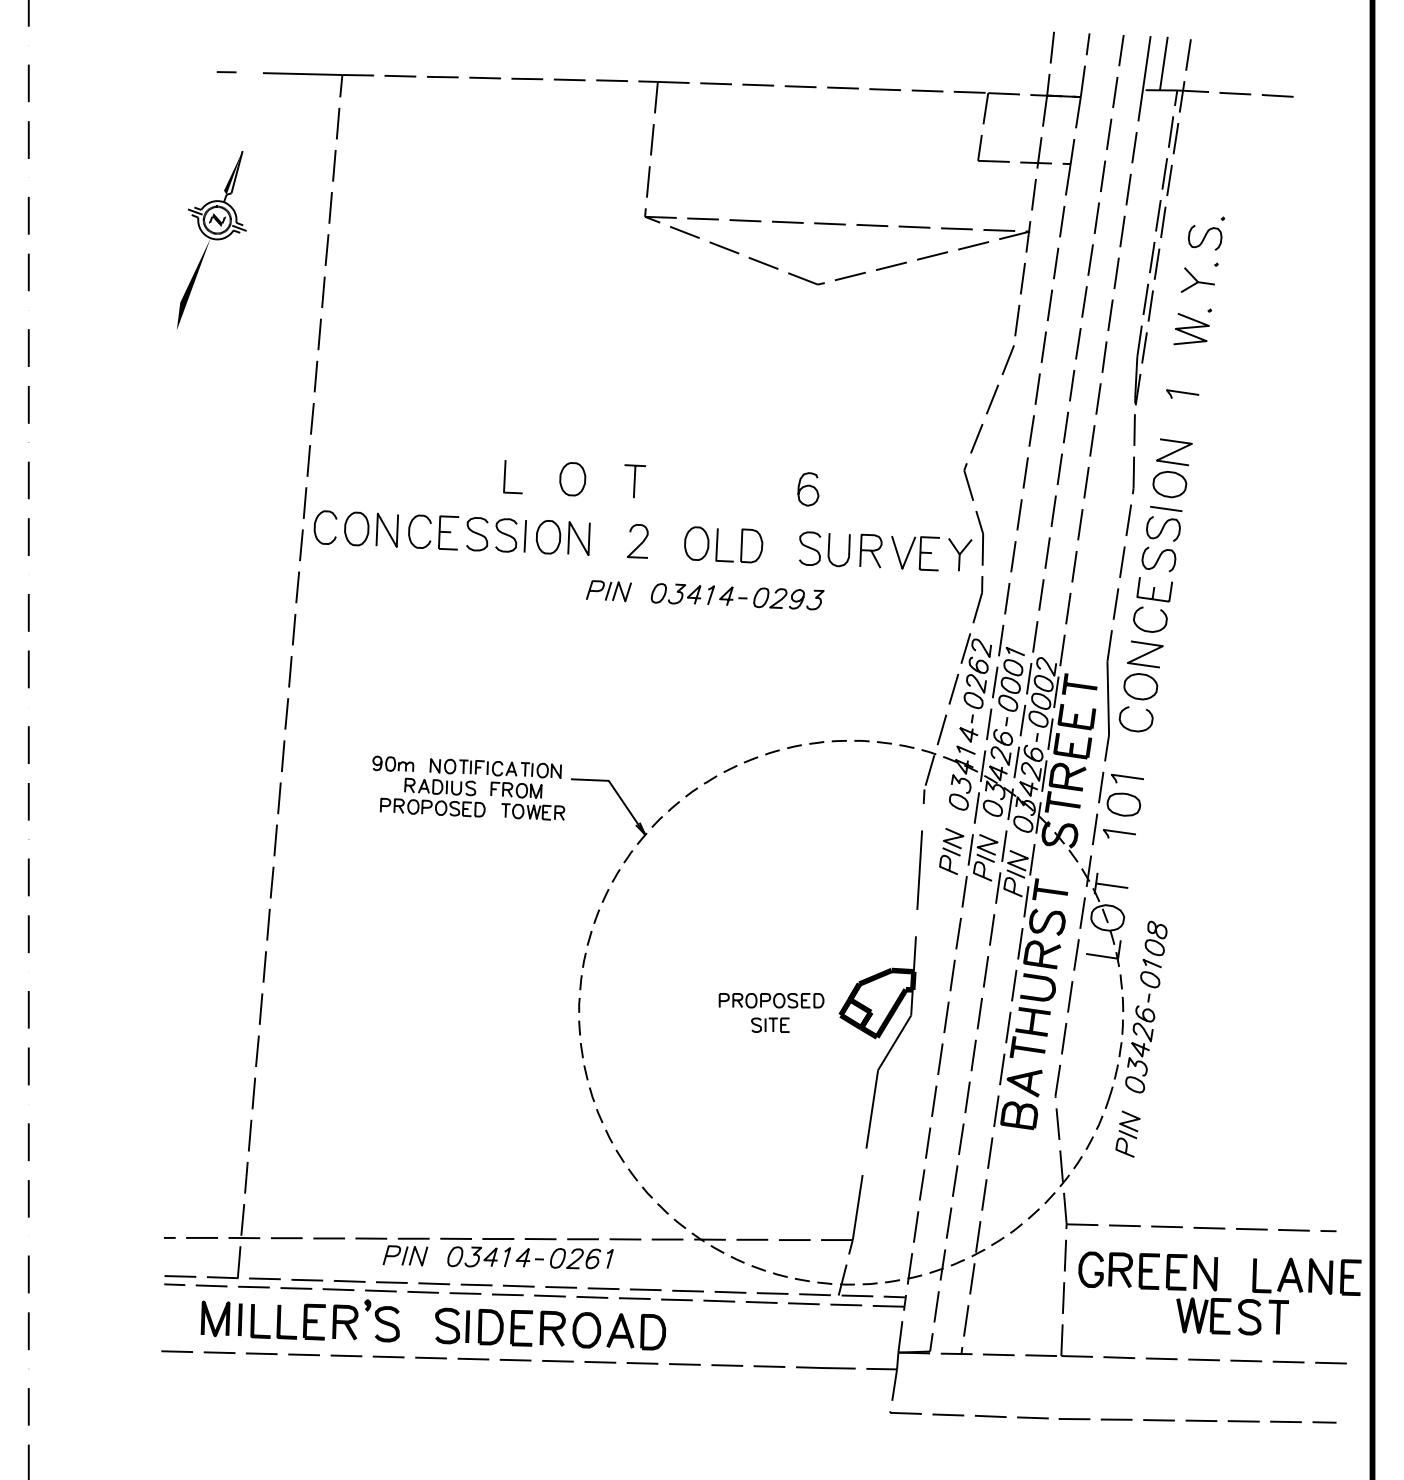 N
W.Y.S.
CONCESSION 1
LOT 101
LOT 6
CONCESSION 2 OLD SURVEY
PIN 03414-0293
PIN 03414-0262
PIN 03426-0001
PIN 03426-0002
BATHURST STREET
90m NOTIFICATION
RADIUS FROM
PROPOSED TOWER
PROPOSED
SITE
PIN 03426-0108
PIN 03414-0261
MILLER'S SIDEROAD
GREEN LANE
WEST